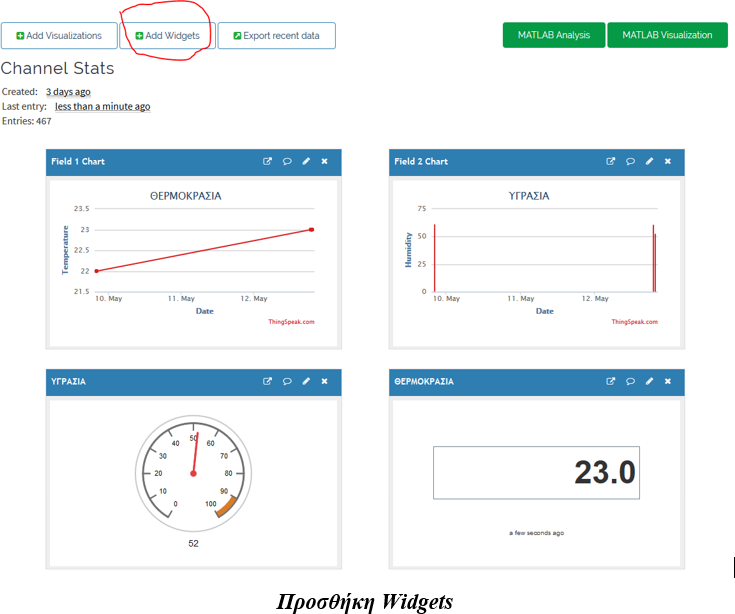 Add Visualizations Add Widgets Export recent data MATLAB Analysis MATLAB Visualization
Channel Stats
Created: 3 days ago
Last entry: less than a minute ago
Entries: 467
Field 1 Chart
ΘΕΡΜΟΚΡΑΣΙΑ
Temperature
23.5
23
22.5
22
21.5
10. May 11. May 12. May
Date
ThingSpeak.com
Field 2 Chart
ΥΓΡΑΣΙΑ
Humidity
75
50
25
0
10. May 11. May 12. May
Date
ThingSpeak.com
ΥΓΡΑΣΙΑ
0
10
20
30
40
50
60
70
80
90
100
52
ΘΕΡΜΟΚΡΑΣΙΑ
23.0
a few seconds ago
Προσθήκη Widgets